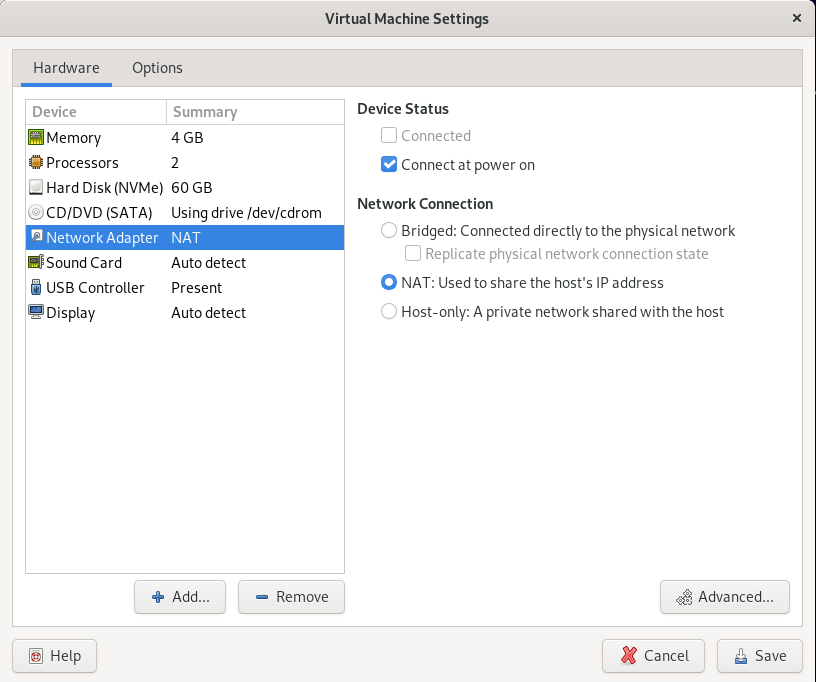 Virtual Machine Settings
Hardware
Options
Device Summary
Memory 4 GB
Processors 2
Hard Disk (NVMe) 60 GB
CD/DVD (SATA) Using drive /dev/cdrom
Network Adapter NAT
Sound Card Auto detect
USB Controller Present
Display Auto detect
Add...
Remove
Device Status
Connected
Connect at power on
Network Connection
Bridged: Connected directly to the physical network
Replicate physical network connection state
NAT: Used to share the host's IP address
Host-only: A private network shared with the host
Advanced...
Help
Cancel
Save